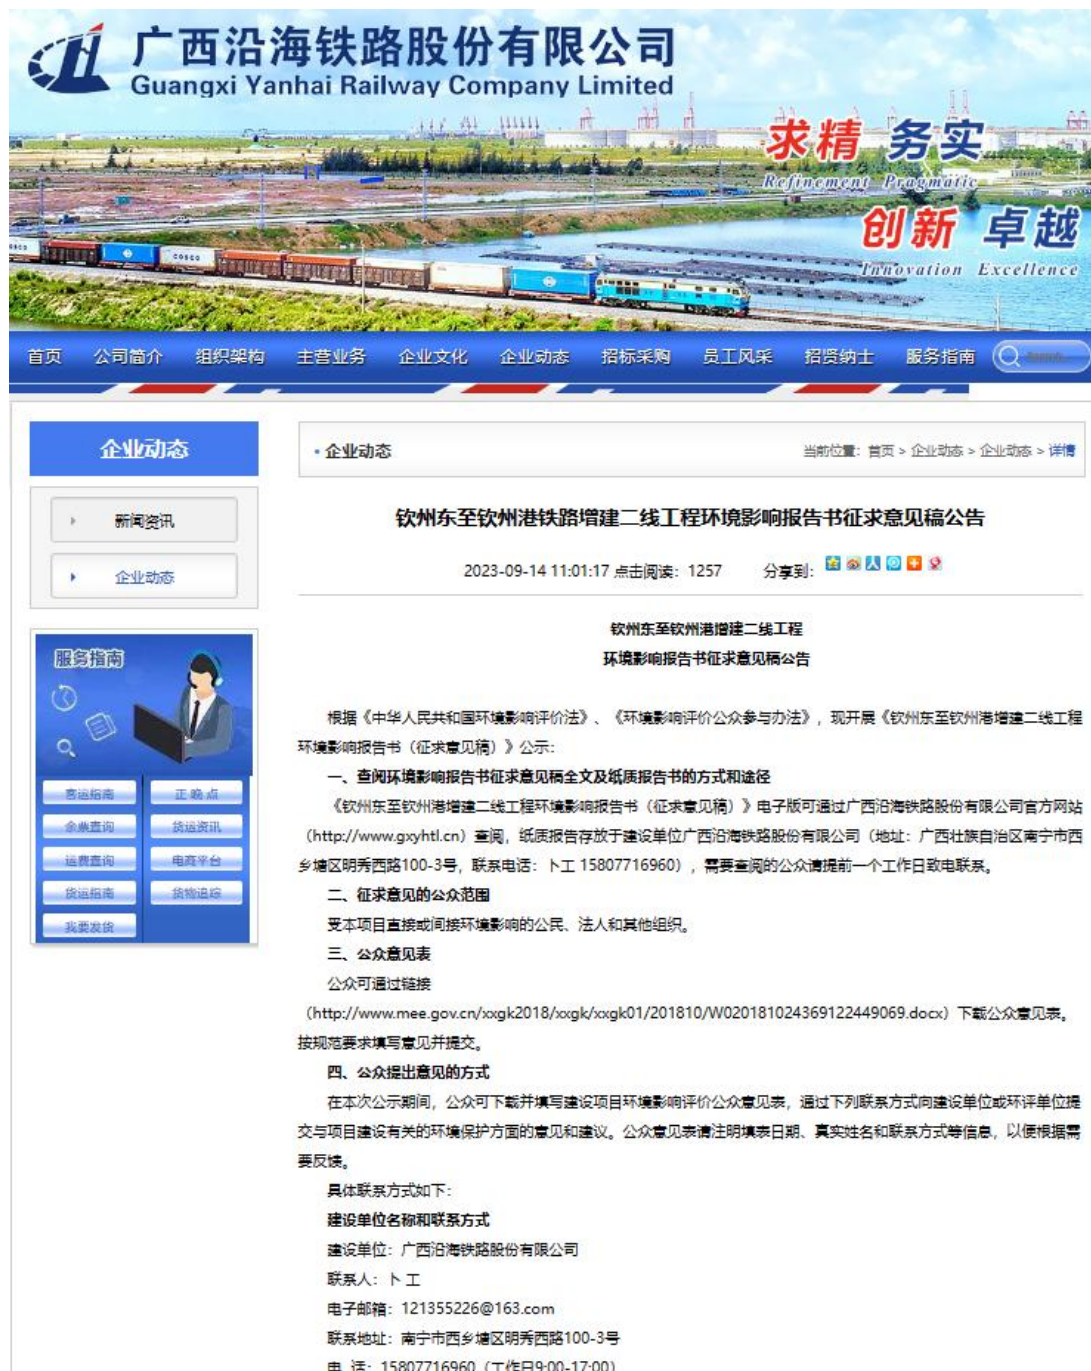 广西沿海铁路股份有限公司
Guangxi Yanhai Railway Company Limited
求精 务实
Refinement Pragmatic
创新 卓越
Innovation Excellence
首页 公司简介 组织架构 主营业务 企业文化 企业动态 招标采购 员工风采 招贤纳士 服务指南
企业动态
新闻资讯
企业动态
服务指南
客运指南 正晚点
余票查询 货运资讯
运费查询 电商平台
货运指南 货物追踪
我要发货
企业动态 当前位置：首页 > 企业动态 > 企业动态 > 详情
钦州东至钦州港铁路增建二线工程环境影响报告书征求意见稿公告
2023-09-14 11:01:17 点击阅读：1257 分享到：
钦州东至钦州港增建二线工程
环境影响报告书征求意见稿公告
根据《中华人民共和国环境影响评价法》、《环境影响评价公众参与办法》，现开展《钦州东至钦州港增建二线工程
环境影响报告书（征求意见稿）》公示：
一、查阅环境影响报告书征求意见稿全文及纸质报告书的方式和途径
《钦州东至钦州港增建二线工程环境影响报告书（征求意见稿）》电子版可通过广西沿海铁路股份有限公司官方网站
（http://www.gxyhtl.cn）查阅，纸质报告存放于建设单位广西沿海铁路股份有限公司（地址：广西壮族自治区南宁市西
乡塘区明秀西路100-3号，联系电话：卜工 15807716960），需要查阅的公众请提前一个工作日致电联系。
二、征求意见的公众范围
受本项目直接或间接环境影响的公民、法人和其他组织。
三、公众意见表
公众可通过链接
（http://www.mee.gov.cn/xxgk2018/xxgk/xxgk01/201810/W020181024369122449069.docx）下载公众意见表。
按规范要求填写意见并提交。
四、公众提出意见的方式
在本次公示期间，公众可下载并填写建设项目环境影响评价公众意见表，通过下列联系方式向建设单位或环评单位提
交与项目建设有关的环境保护方面的意见和建议。公众意见表请注明填表日期、真实姓名和联系方式等信息，以便根据需
要反馈。
具体联系方式如下：
建设单位名称和联系方式
建设单位：广西沿海铁路股份有限公司
联系人：卜 工
电子邮箱：121355226@163.com
联系地址：南宁市西乡塘区明秀西路100-3号
电 话：15807716960（工作日9:00-17:00）